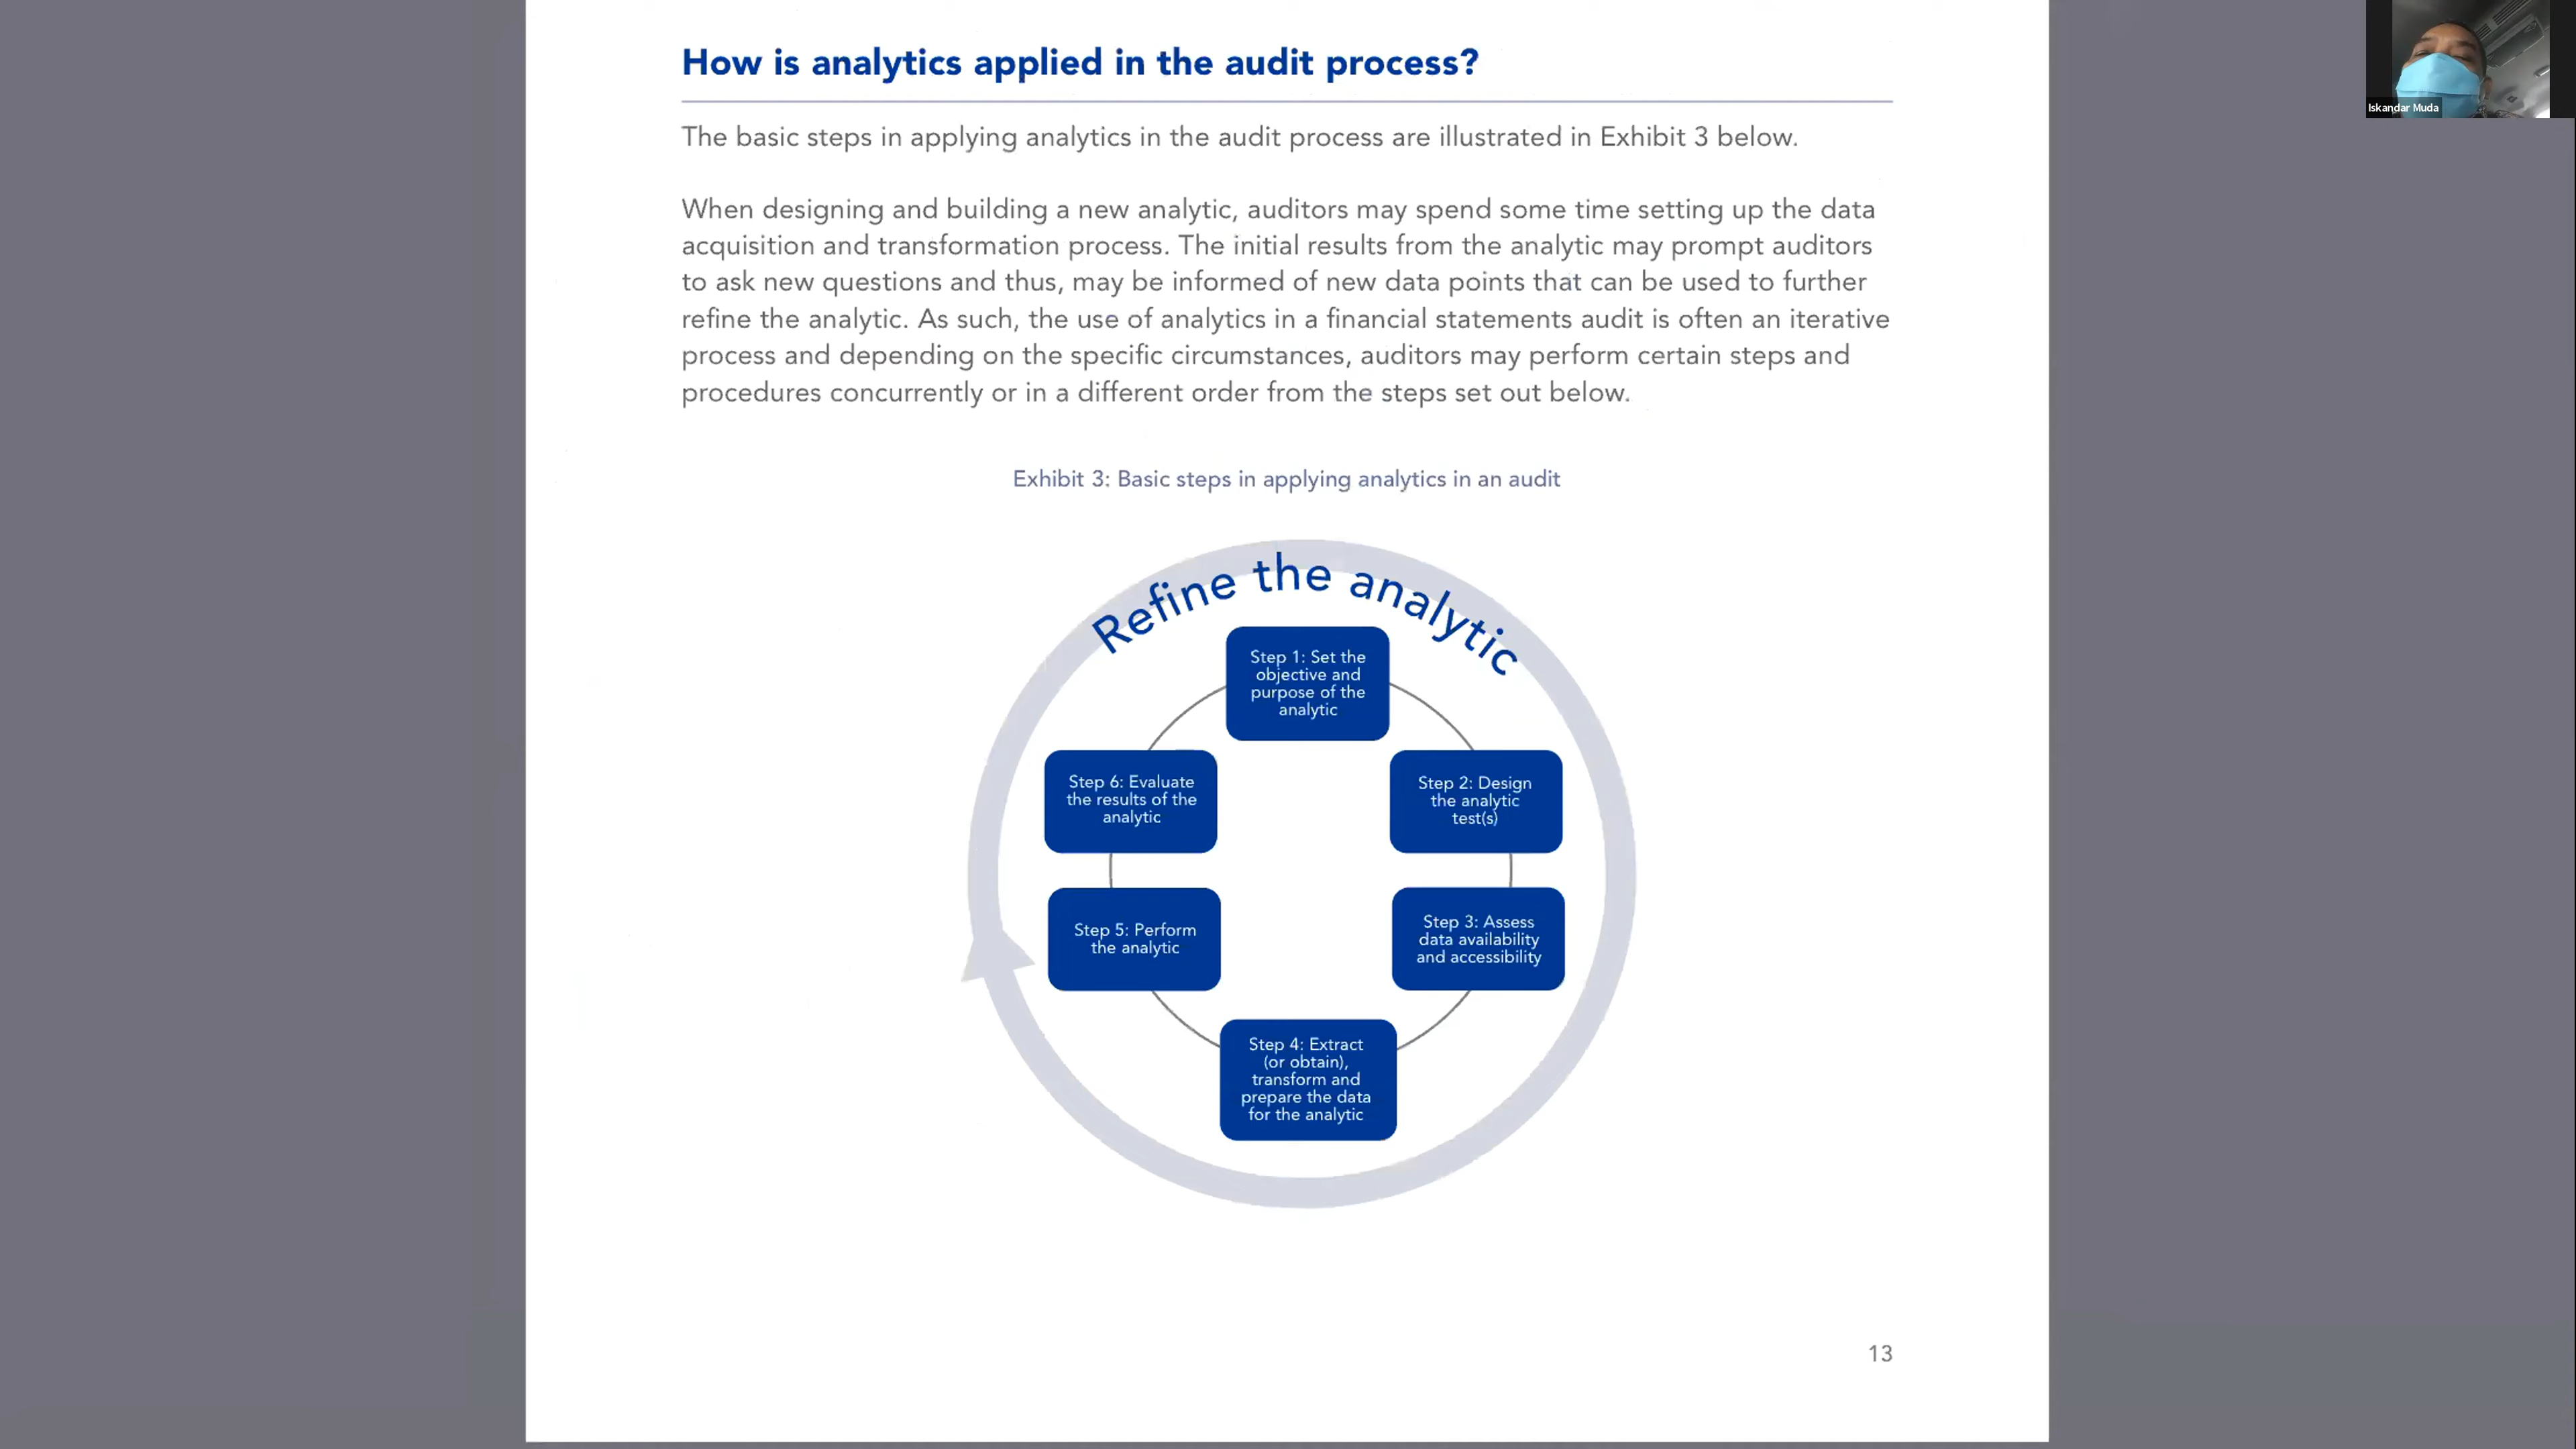 How is analytics applied in the audit process?
Iskandar Muda
The basic steps in applying analytics in the audit process are illustrated in Exhibit 3 below.
When designing and building a new analytic, auditors may spend some time setting up the data
acquisition and transformation process. The initial results from the analytic may prompt auditors
to ask new questions and thus, may be informed of new data points that can be used to further
refine the analytic. As such, the use of analytics in a financial statements audit is often an iterative
process and depending on the specific circumstances, auditors may perform certain steps and
procedures concurrently or in a different order from the steps set out below.
Exhibit 3: Basic steps in applying analytics in an audit
Refine the analytic
Step 1: Set the
objective and
purpose of the
analytic
Step 2: Design
the analytic
test(s)
Step 3: Assess
data availability
and accessibility
Step 4: Extract
(or obtain),
transform and
prepare the data
for the analytic
Step 5: Perform
the analytic
Step 6: Evaluate
the results of the
analytic
13